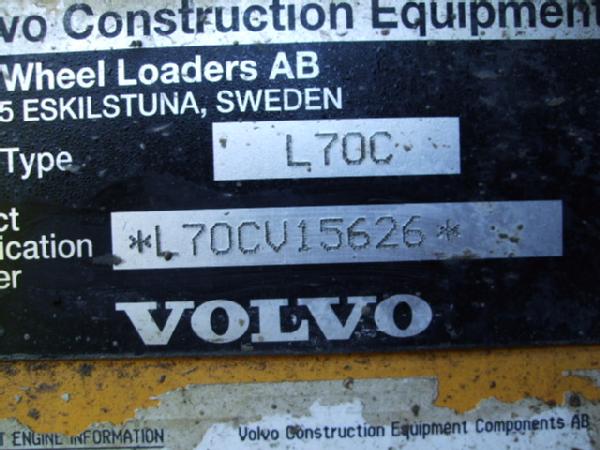 lvo Construction Equipment
Wheel Loaders AB
5 ESKILSTUNA, SWEDEN
Type L70C
ct
ication *L70CV15626*
er
VOLVO
T ENGINE INFORMATION Volvo Construction Equipment Components AB